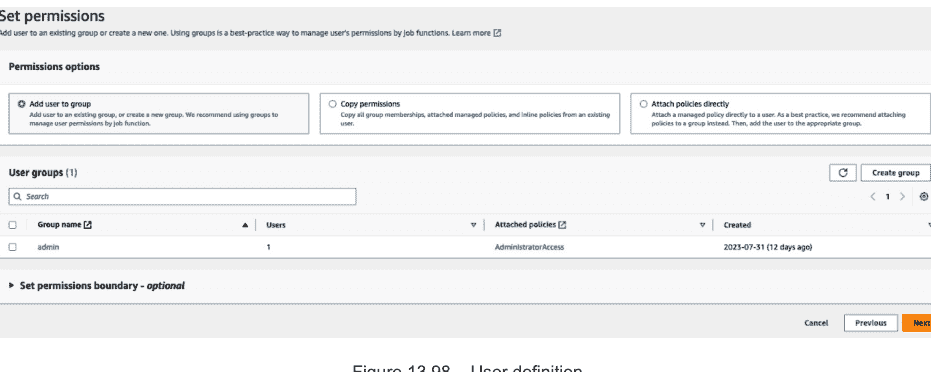 Set permissions
Add user to an existing group or create a new one. Using groups is a best-practice way to manage user's permissions by job functions. Learn more
Permissions options
Add user to group
Add user to an existing group, or create a new group. We recommend using groups to
manage user permissions by job function.
Copy permissions
Copy all group memberships, attached managed policies, and inline policies from an existing
user.
Attach policies directly
Attach a managed policy directly to a user. As a best practice, we recommend attaching
policies to a group instead. Then, add the user to the appropriate group.
User groups (1)
Create group
Search
1
Group name Users Attached policies Created
admin 1 AdministratorAccess 2023-07-31 (12 days ago)
Set permissions boundary - optional
Cancel Previous Next
Figure 13.98 – User definition